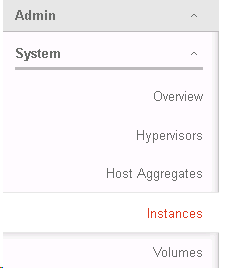 Admin
System
Overview
Hypervisors
Host Aggregates
Instances
Volumes